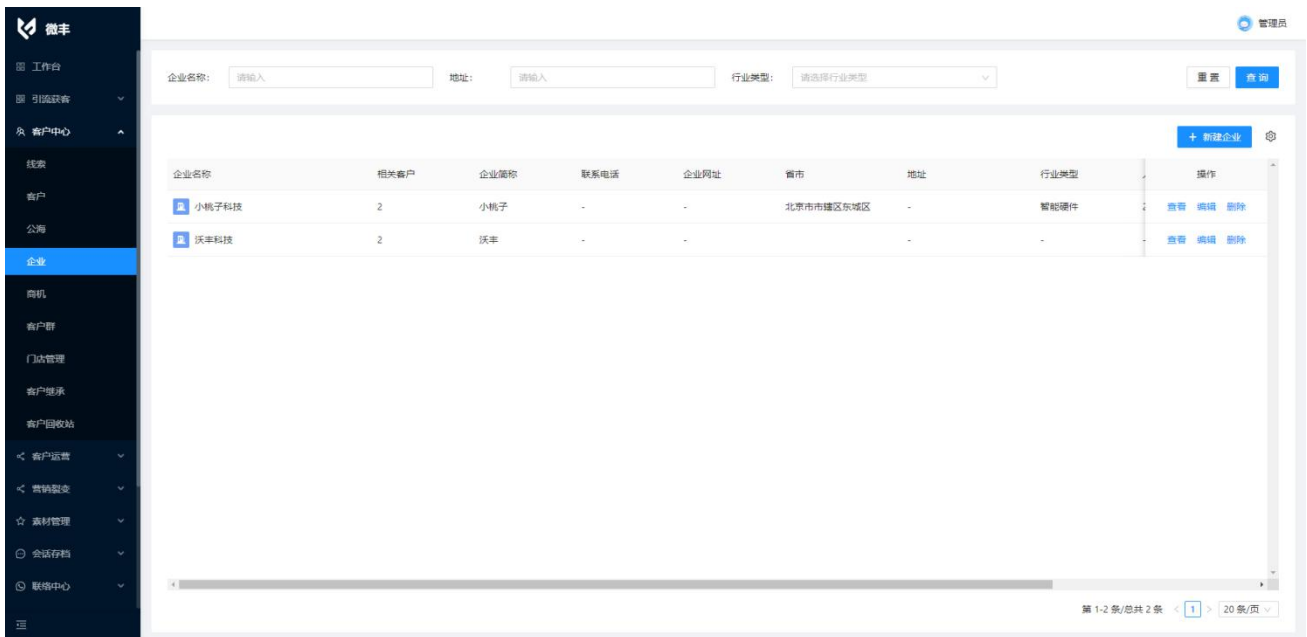 微丰
管理员
工作台
引流获客
客户中心
线索
客户
公海
企业
商机
客户群
门店管理
客户继承
客户回收站
客户运营
营销裂变
素材管理
会话存档
联络中心
企业名称： 请输入 地址： 请输入 行业类型： 请选择行业类型 重置 查询
+ 新建企业
企业名称 相关客户 企业简称 联系电话 企业网址 省市 地址 行业类型 操作
小桃子科技 2 小桃子 - - 北京市市辖区东城区 - 智能硬件 2 查看 编辑 删除
沃丰科技 2 沃丰 - - - - - 查看 编辑 删除
第 1-2 条/总共 2 条 < 1 > 20 条/页